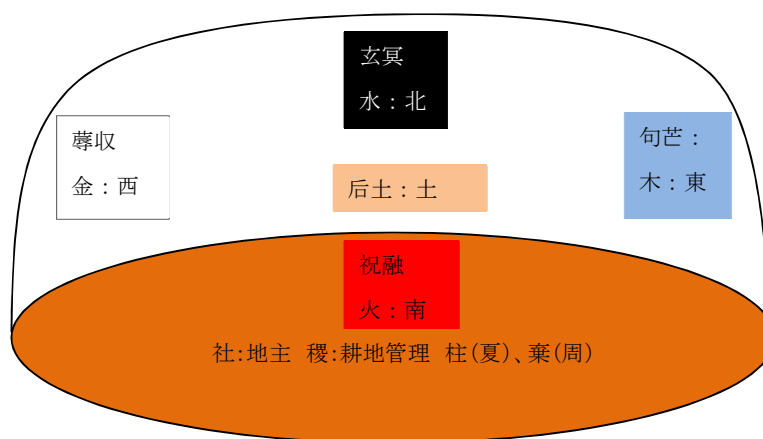 玄冥
水：北
蓐収
金：西
句芒：
木：東
后土：土
祝融
火：南
社:地主 稷:耕地管理 柱(夏)、棄(周)